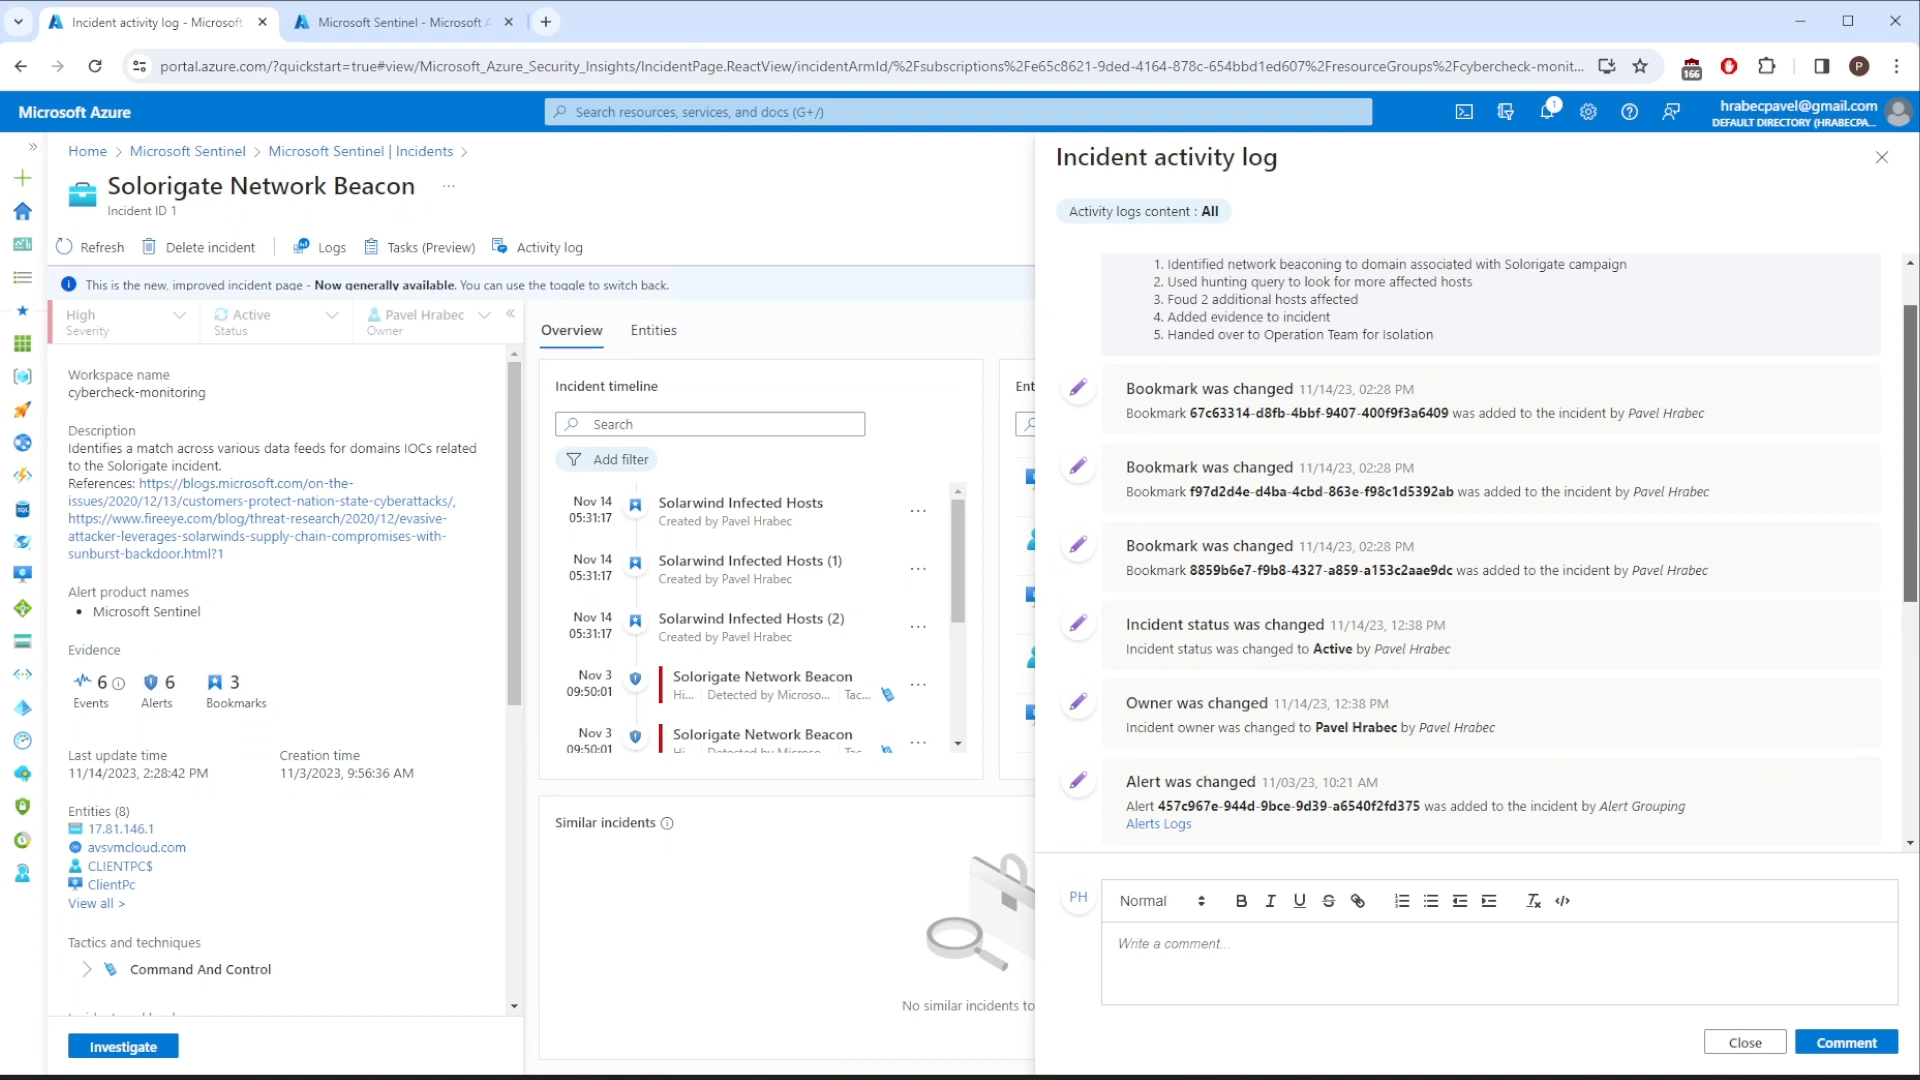 Incident activity log - Microsoft
Microsoft Sentinel - Microsoft A
portal.azure.com/?quickstart=true#view/Microsoft_Azure_Security_Insights/IncidentPage.ReactView/incidentArmId/%2Fsubscriptions%2Fe65c8621-9ded-4164-878c-654bbd1ed607%2FresourceGroups%2Fcybercheck-monit...
166
P
Microsoft Azure
Search resources, services, and docs (G+/)
1
hrabecpavel@gmail.com
DEFAULT DIRECTORY (HRABECPA...
Home > Microsoft Sentinel > Microsoft Sentinel | Incidents >
Solorigate Network Beacon ...
Incident ID 1
Refresh
Delete incident
Logs
Tasks (Preview)
Activity log
This is the new, improved incident page - Now generally available. You can use the toggle to switch back.
High
Severity
Active
Status
Pavel Hrabec
Owner
Workspace name
cybercheck-monitoring
Description
Identifies a match across various data feeds for domains IOCs related
to the Solorigate incident.
References: https://blogs.microsoft.com/on-the-
issues/2020/12/13/customers-protect-nation-state-cyberattacks/,
https://www.fireeye.com/blog/threat-research/2020/12/evasive-
attacker-leverages-solarwinds-supply-chain-compromises-with-
sunburst-backdoor.html?1
Alert product names
• Microsoft Sentinel
Evidence
6
Events
6
Alerts
3
Bookmarks
Last update time
11/14/2023, 2:28:42 PM
Creation time
11/3/2023, 9:56:36 AM
Entities (8)
17.81.146.1
avsvmcloud.com
CLIENTPC$
ClientPc
View all >
Tactics and techniques
Command And Control
Investigate
Overview
Entities
Incident timeline
Search
Add filter
Nov 14
05:31:17
Solarwind Infected Hosts
Created by Pavel Hrabec
...
Nov 14
05:31:17
Solarwind Infected Hosts (1)
Created by Pavel Hrabec
...
Nov 14
05:31:17
Solarwind Infected Hosts (2)
Created by Pavel Hrabec
...
Nov 3
09:50:01
Solorigate Network Beacon
Hi... | Detected by Microso... | Tac...
...
Nov 3
09:50:01
Solorigate Network Beacon
Hi... | Detected by Microso... | Tac...
...
Ent
Similar incidents
No similar incidents to
Incident activity log
Activity logs content : All
1. Identified network beaconing to domain associated with Solorigate campaign
2. Used hunting query to look for more affected hosts
3. Foud 2 additional hosts affected
4. Added evidence to incident
5. Handed over to Operation Team for Isolation
Bookmark was changed 11/14/23, 02:28 PM
Bookmark 67c63314-d8fb-4bbf-9407-400f9f3a6409 was added to the incident by Pavel Hrabec
Bookmark was changed 11/14/23, 02:28 PM
Bookmark f97d2d4e-d4ba-4cbd-863e-f98c1d5392ab was added to the incident by Pavel Hrabec
Bookmark was changed 11/14/23, 02:28 PM
Bookmark 8859b6e7-f9b8-4327-a859-a153c2aae9dc was added to the incident by Pavel Hrabec
Incident status was changed 11/14/23, 12:38 PM
Incident status was changed to Active by Pavel Hrabec
Owner was changed 11/14/23, 12:38 PM
Incident owner was changed to Pavel Hrabec by Pavel Hrabec
Alert was changed 11/03/23, 10:21 AM
Alert 457c967e-944d-9bce-9d39-a6540f2fd375 was added to the incident by Alert Grouping
Alerts Logs
PH
Normal
B I U S
Write a comment...
Close
Comment